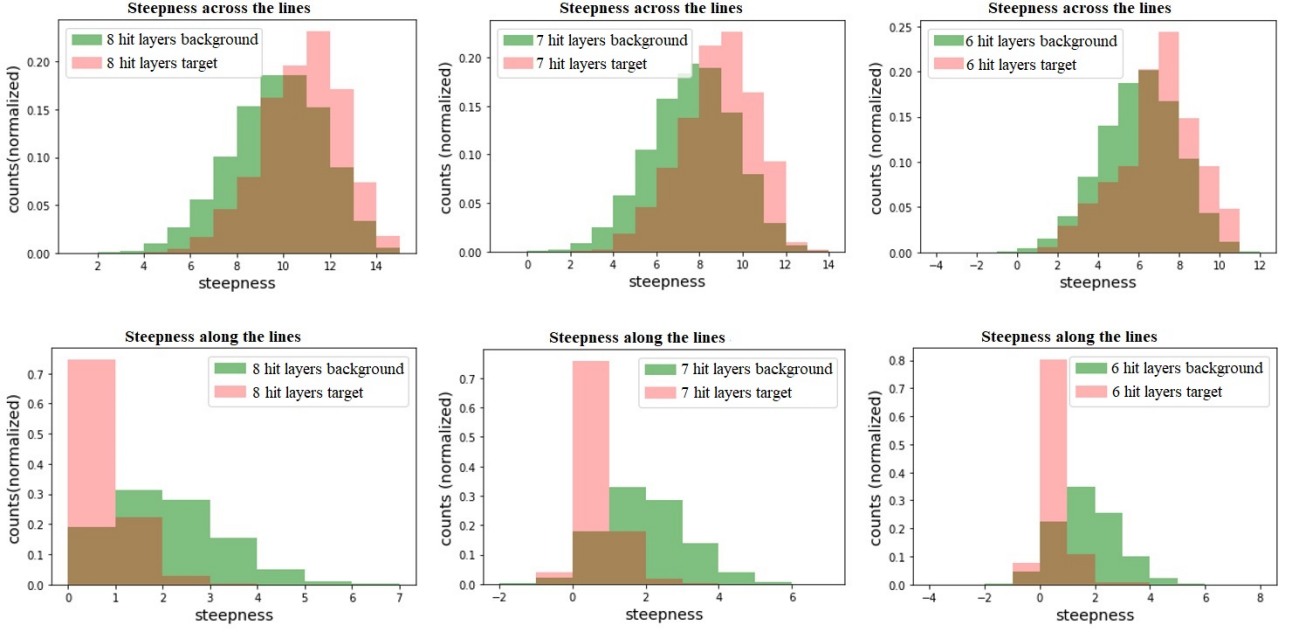 Steepness across the lines
8 hit layers background
8 hit layers target
counts(normalized)
0.20
0.15
0.10
0.05
0.00
2 4 6 8 10 12 14
steepness
Steepness across the lines
7 hit layers background
7 hit layers target
counts (normalized)
0.20
0.15
0.10
0.05
0.00
0 2 4 6 8 10 12 14
steepness
Steepness across the lines
6 hit layers background
6 hit layers target
counts (normalized)
0.25
0.20
0.15
0.10
0.05
0.00
−4 −2 0 2 4 6 8 10 12
steepness
Steepness along the lines
8 hit layers background
8 hit layers target
counts(normalized)
0.7
0.6
0.5
0.4
0.3
0.2
0.1
0.0
0 1 2 3 4 5 6 7
steepness
Steepness along the lines
7 hit layers background
7 hit layers target
counts (normalized)
0.7
0.6
0.5
0.4
0.3
0.2
0.1
0.0
−2 0 2 4 6
steepness
Steepness along the lines
6 hit layers background
6 hit layers target
counts (normalized)
0.8
0.7
0.6
0.5
0.4
0.3
0.2
0.1
0.0
−4 −2 0 2 4 6 8
steepness